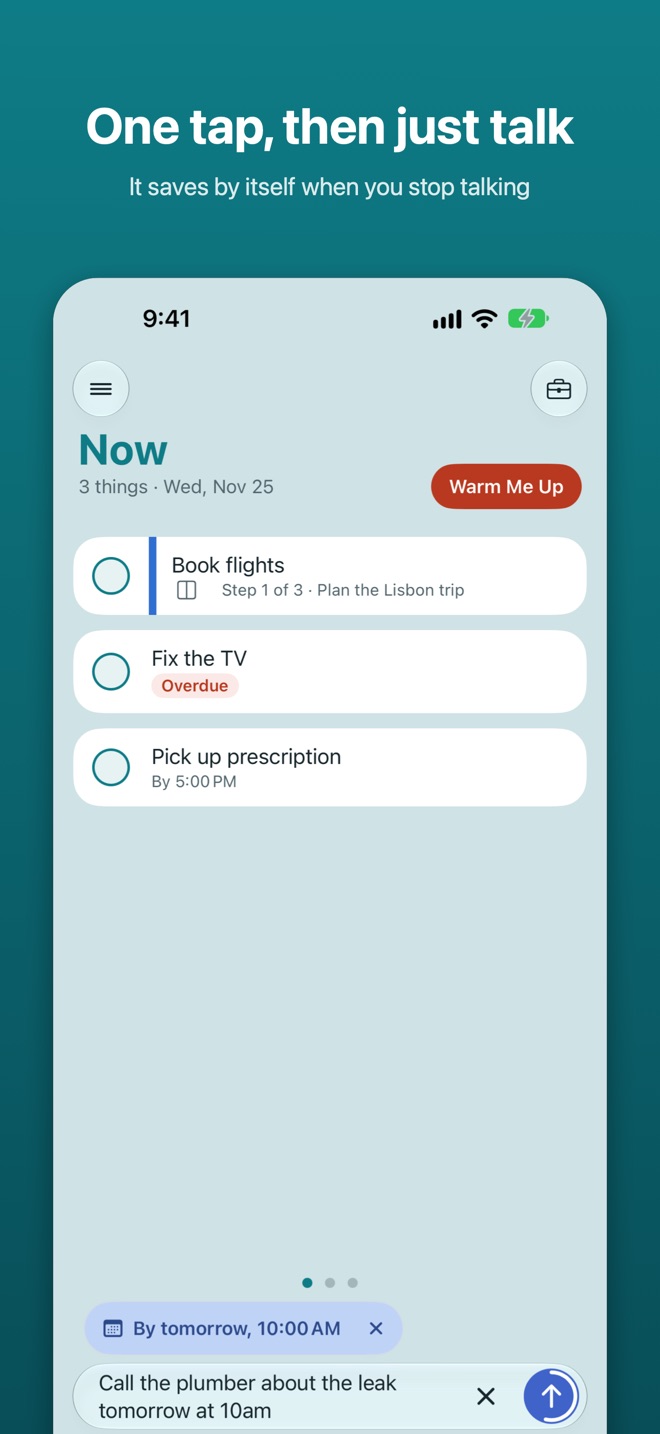 One tap, then just talk
It saves by itself when you stop talking
9:41
Now
3 things · Wed, Nov 25
Warm Me Up
Book flights
Step 1 of 3 · Plan the Lisbon trip
Fix the TV
Overdue
Pick up prescription
By 5:00 PM
By tomorrow, 10:00 AM
Call the plumber about the leak
tomorrow at 10am